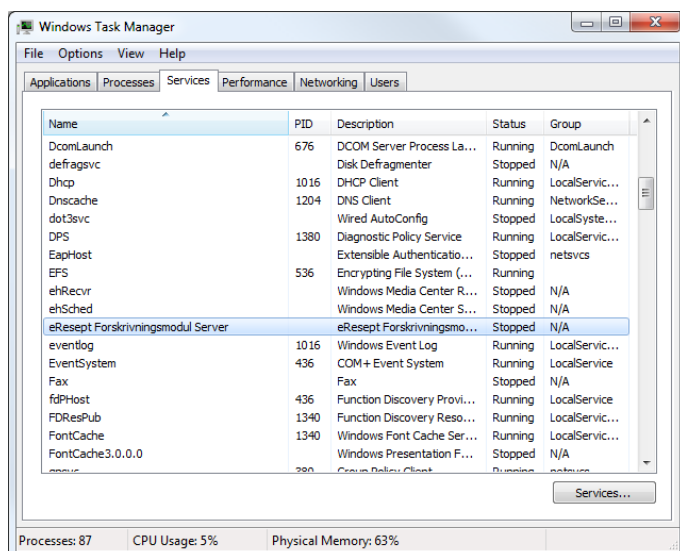 Windows Task Manager
File Options View Help
Applications Processes Services Performance Networking Users
Name PID Description Status Group
DcomLaunch 676 DCOM Server Process La... Running DcomLaunch
defragsvc Disk Defragmenter Stopped N/A
Dhcp 1016 DHCP Client Running LocalServic...
Dnscache 1204 DNS Client Running NetworkSe...
dot3svc Wired AutoConfig Stopped LocalSyste...
DPS 1380 Diagnostic Policy Service Running LocalServic...
EapHost Extensible Authenticatio... Stopped netsvcs
EFS 536 Encrypting File System (... Running
ehRecvr Windows Media Center R... Stopped N/A
ehSched Windows Media Center S... Stopped N/A
eResept Forskrivningsmodul Server eResept Forskrivningsmo... Stopped N/A
eventlog 1016 Windows Event Log Running LocalServic...
EventSystem 436 COM+ Event System Running LocalService
Fax Fax Stopped N/A
fdPHost 436 Function Discovery Provi... Running LocalService
FDResPub 1340 Function Discovery Reso... Running LocalServic...
FontCache 1340 Windows Font Cache Ser... Running LocalServic...
FontCache3.0.0.0 Windows Presentation F... Stopped N/A
gpsvc 380 Group Policy Client Running netsvcs
Services...
Processes: 87 CPU Usage: 5% Physical Memory: 63%